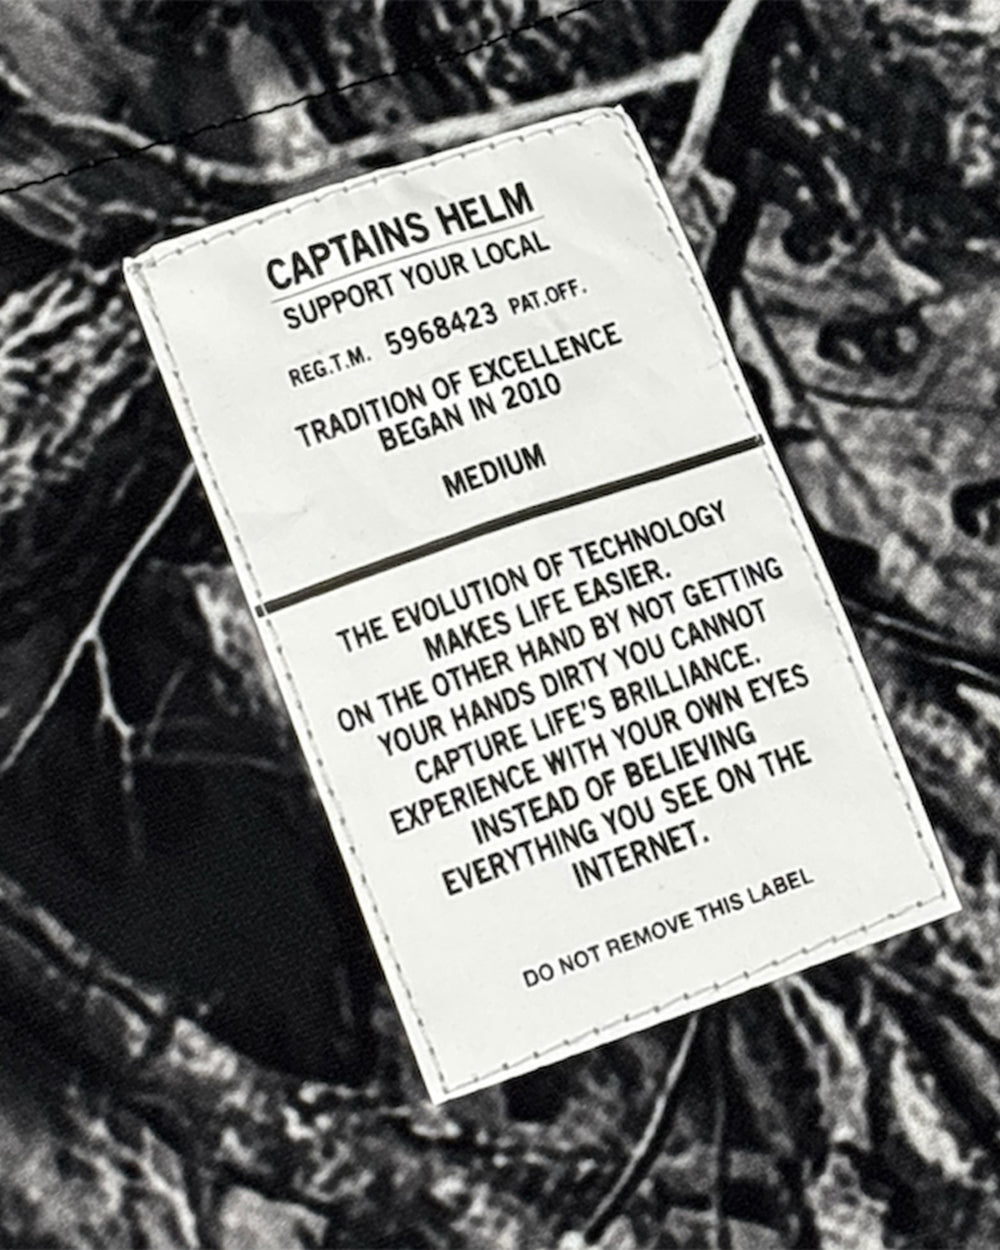 CAPTAINS HELM
SUPPORT YOUR LOCAL
REG.T.M. 5968423 PAT.OFF.
TRADITION OF EXCELLENCE
BEGAN IN 2010
MEDIUM
THE EVOLUTION OF TECHNOLOGY
MAKES LIFE EASIER.
ON THE OTHER HAND BY NOT GETTING
YOUR HANDS DIRTY YOU CANNOT
CAPTURE LIFE'S BRILLIANCE.
EXPERIENCE WITH YOUR OWN EYES
INSTEAD OF BELIEVING
EVERYTHING YOU SEE ON THE
INTERNET.
DO NOT REMOVE THIS LABEL